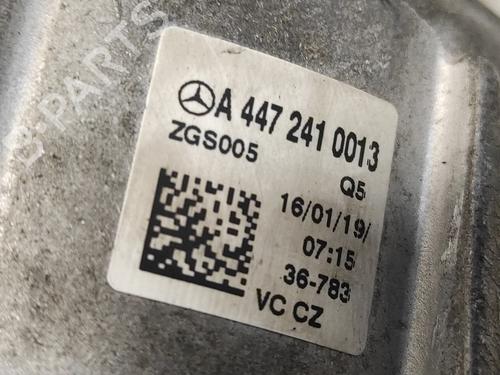 A 447 241 0013
ZGS005
Q5
16/01/19/
07:15
36-783
VC CZ
B-PARTS